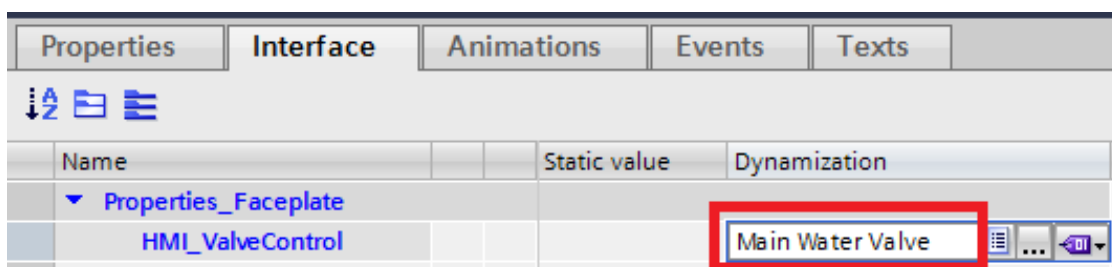 Properties Interface Animations Events Texts
Name Static value Dynamization
Properties_Faceplate
HMI_ValveControl Main Water Valve ...